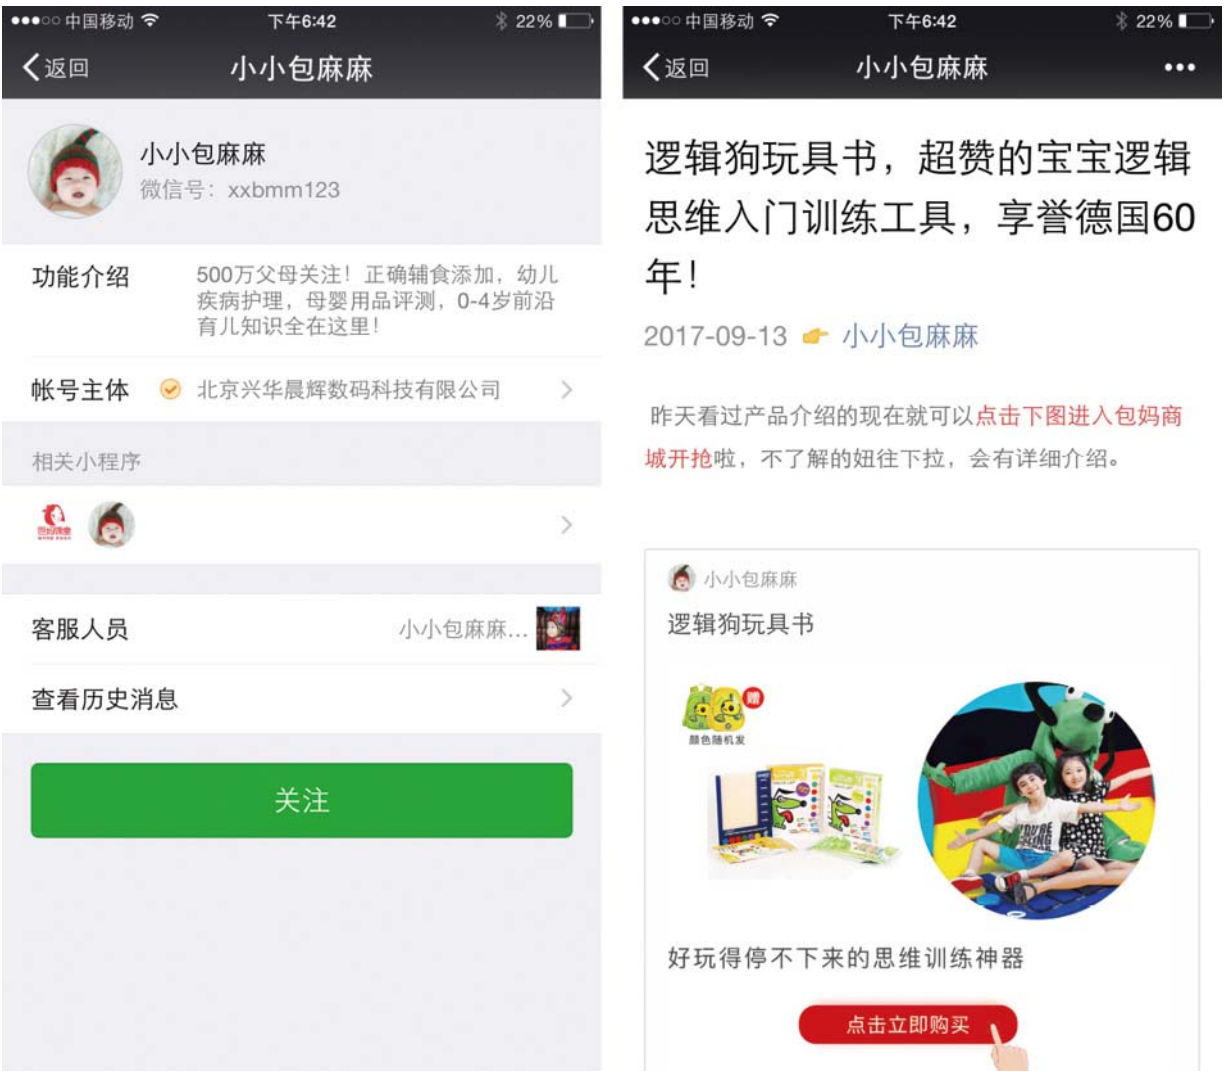 中国移动
下午6:42
22%
返回
小小包麻麻
小小包麻麻
微信号：xxbmm123
功能介绍
500万父母关注！正确辅食添加，幼儿
疾病护理，母婴用品评测，0-4岁前沿
育儿知识全在这里！
帐号主体
北京兴华晨辉数码科技有限公司
相关小程序
包妈课堂
客服人员
小小包麻麻...
查看历史消息
关注
中国移动
下午6:42
22%
返回
小小包麻麻
逻辑狗玩具书，超赞的宝宝逻辑
思维入门训练工具，享誉德国60
年！
2017-09-13 👉 小小包麻麻
昨天看过产品介绍的现在就可以点击下图进入包妈商
城开抢啦，不了解的妞往下拉，会有详细介绍。
小小包麻麻
逻辑狗玩具书
赠
颜色随机发
好玩得停不下来的思维训练神器
点击立即购买